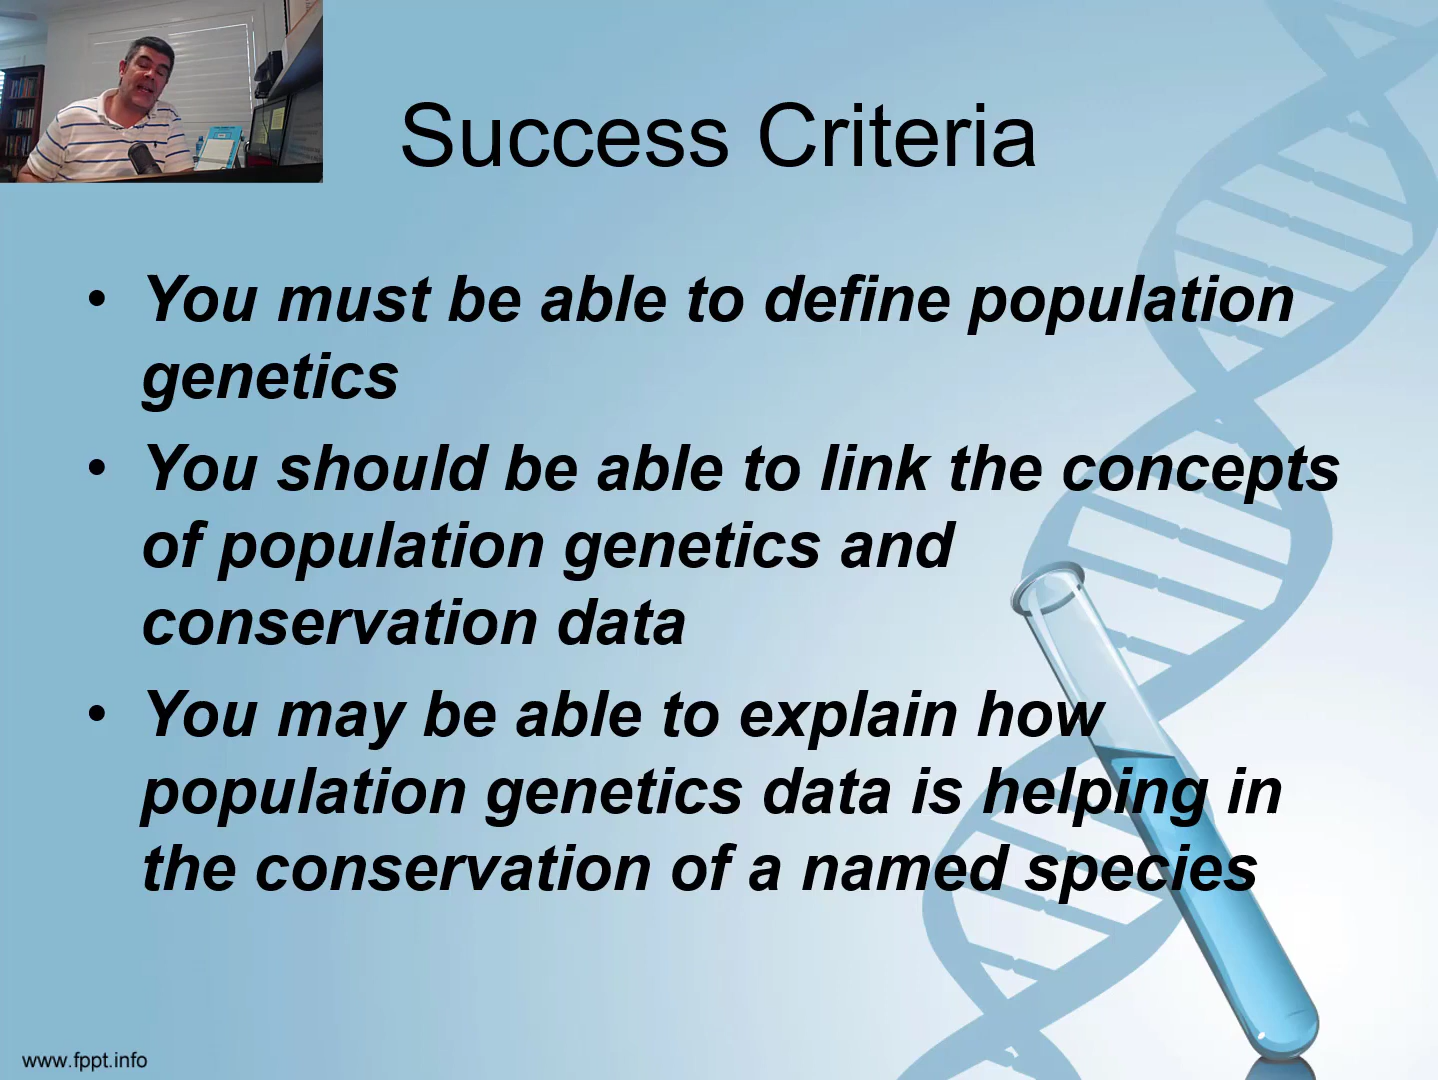 Success Criteria
• You must be able to define population
genetics
• You should be able to link the concepts
of population genetics and
conservation data
• You may be able to explain how
population genetics data is helping in
the conservation of a named species
www.fppt.info